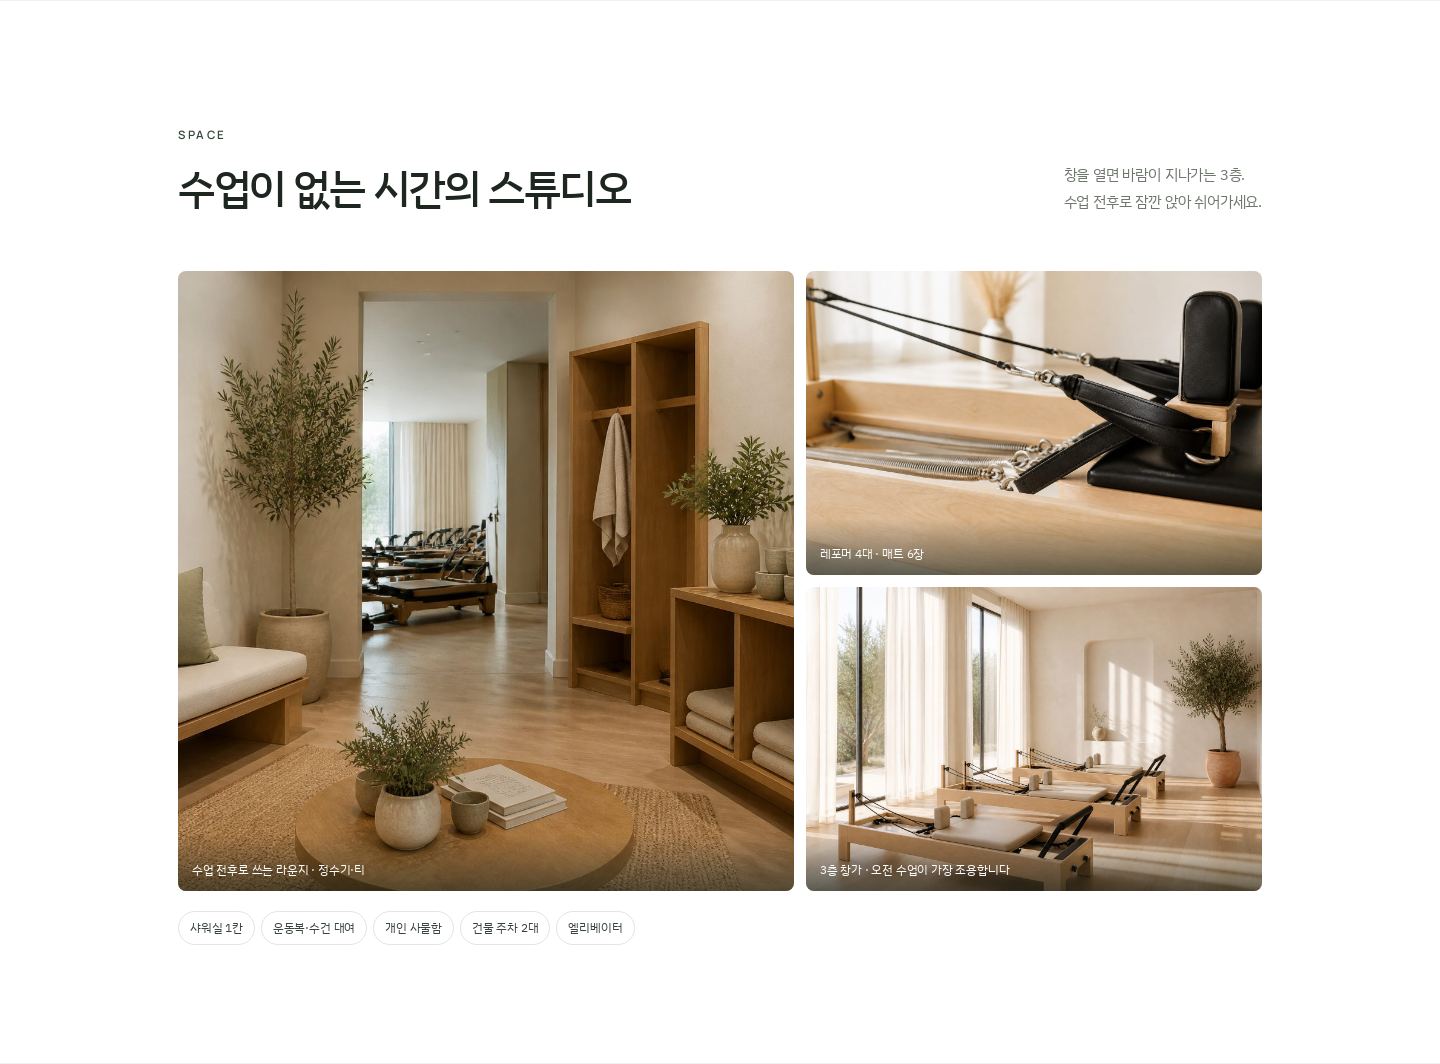 SPACE
수업이 없는 시간의 스튜디오
창을 열면 바람이 지나가는 3층.
수업 전후로 잠깐 앉아 쉬어가세요.
레포머 4대 · 매트 6장
수업 전후로 쓰는 라운지 · 정수기·티
3층 창가 · 오전 수업이 가장 조용합니다
샤워실 1칸
운동복·수건 대여
개인 사물함
건물 주차 2대
엘리베이터